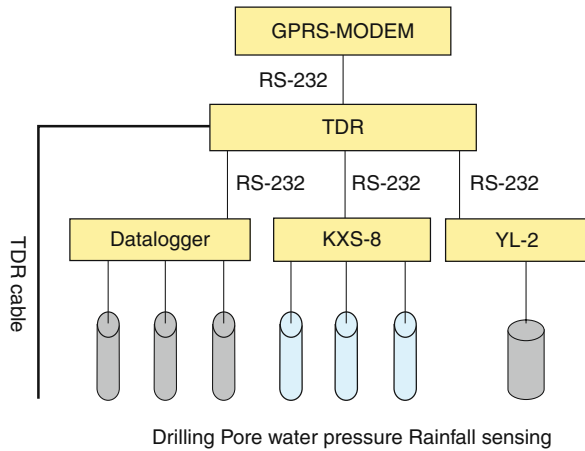 GPRS-MODEM
RS-232
TDR
RS-232 RS-232 RS-232
Datalogger KXS-8 YL-2
TDR cable
Drilling Pore water pressure Rainfall sensing